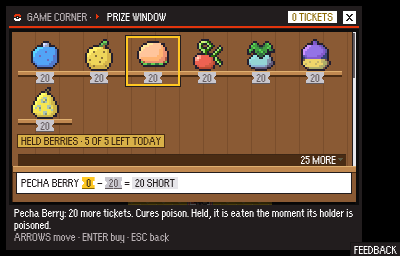 GAME CORNER · PRIZE WINDOW 0 TICKETS X
20 20 20 20 20 20
20
HELD BERRIES · 5 OF 5 LEFT TODAY
25 MORE
PECHA BERRY 0 – 20 = 20 SHORT
Pecha Berry: 20 more tickets. Cures poison. Held, it is eaten the moment its holder is
poisoned.
ARROWS move · ENTER buy · ESC back
FEEDBACK